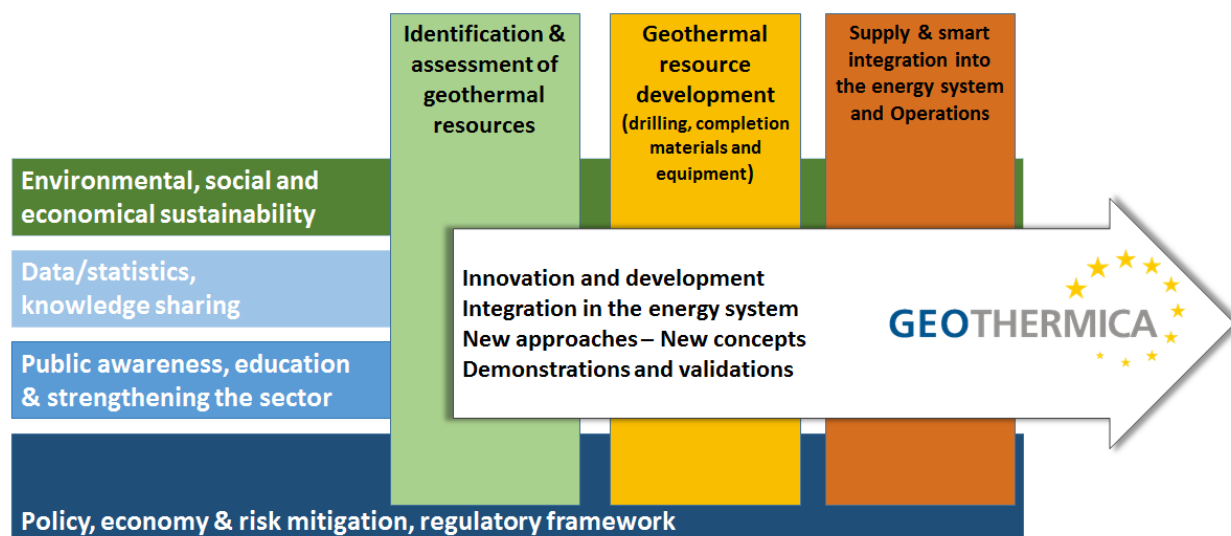 Identification &
assessment of
geothermal
resources
Geothermal
resource
development
(drilling, completion
materials and
equipment)
Supply & smart
integration into
the energy system
and Operations
Environmental, social and
economical sustainability
Data/statistics,
knowledge sharing
Public awareness, education
& strengthening the sector
Policy, economy & risk mitigation, regulatory framework
Innovation and development
Integration in the energy system
New approaches – New concepts
Demonstrations and validations
GEOTHERMICA